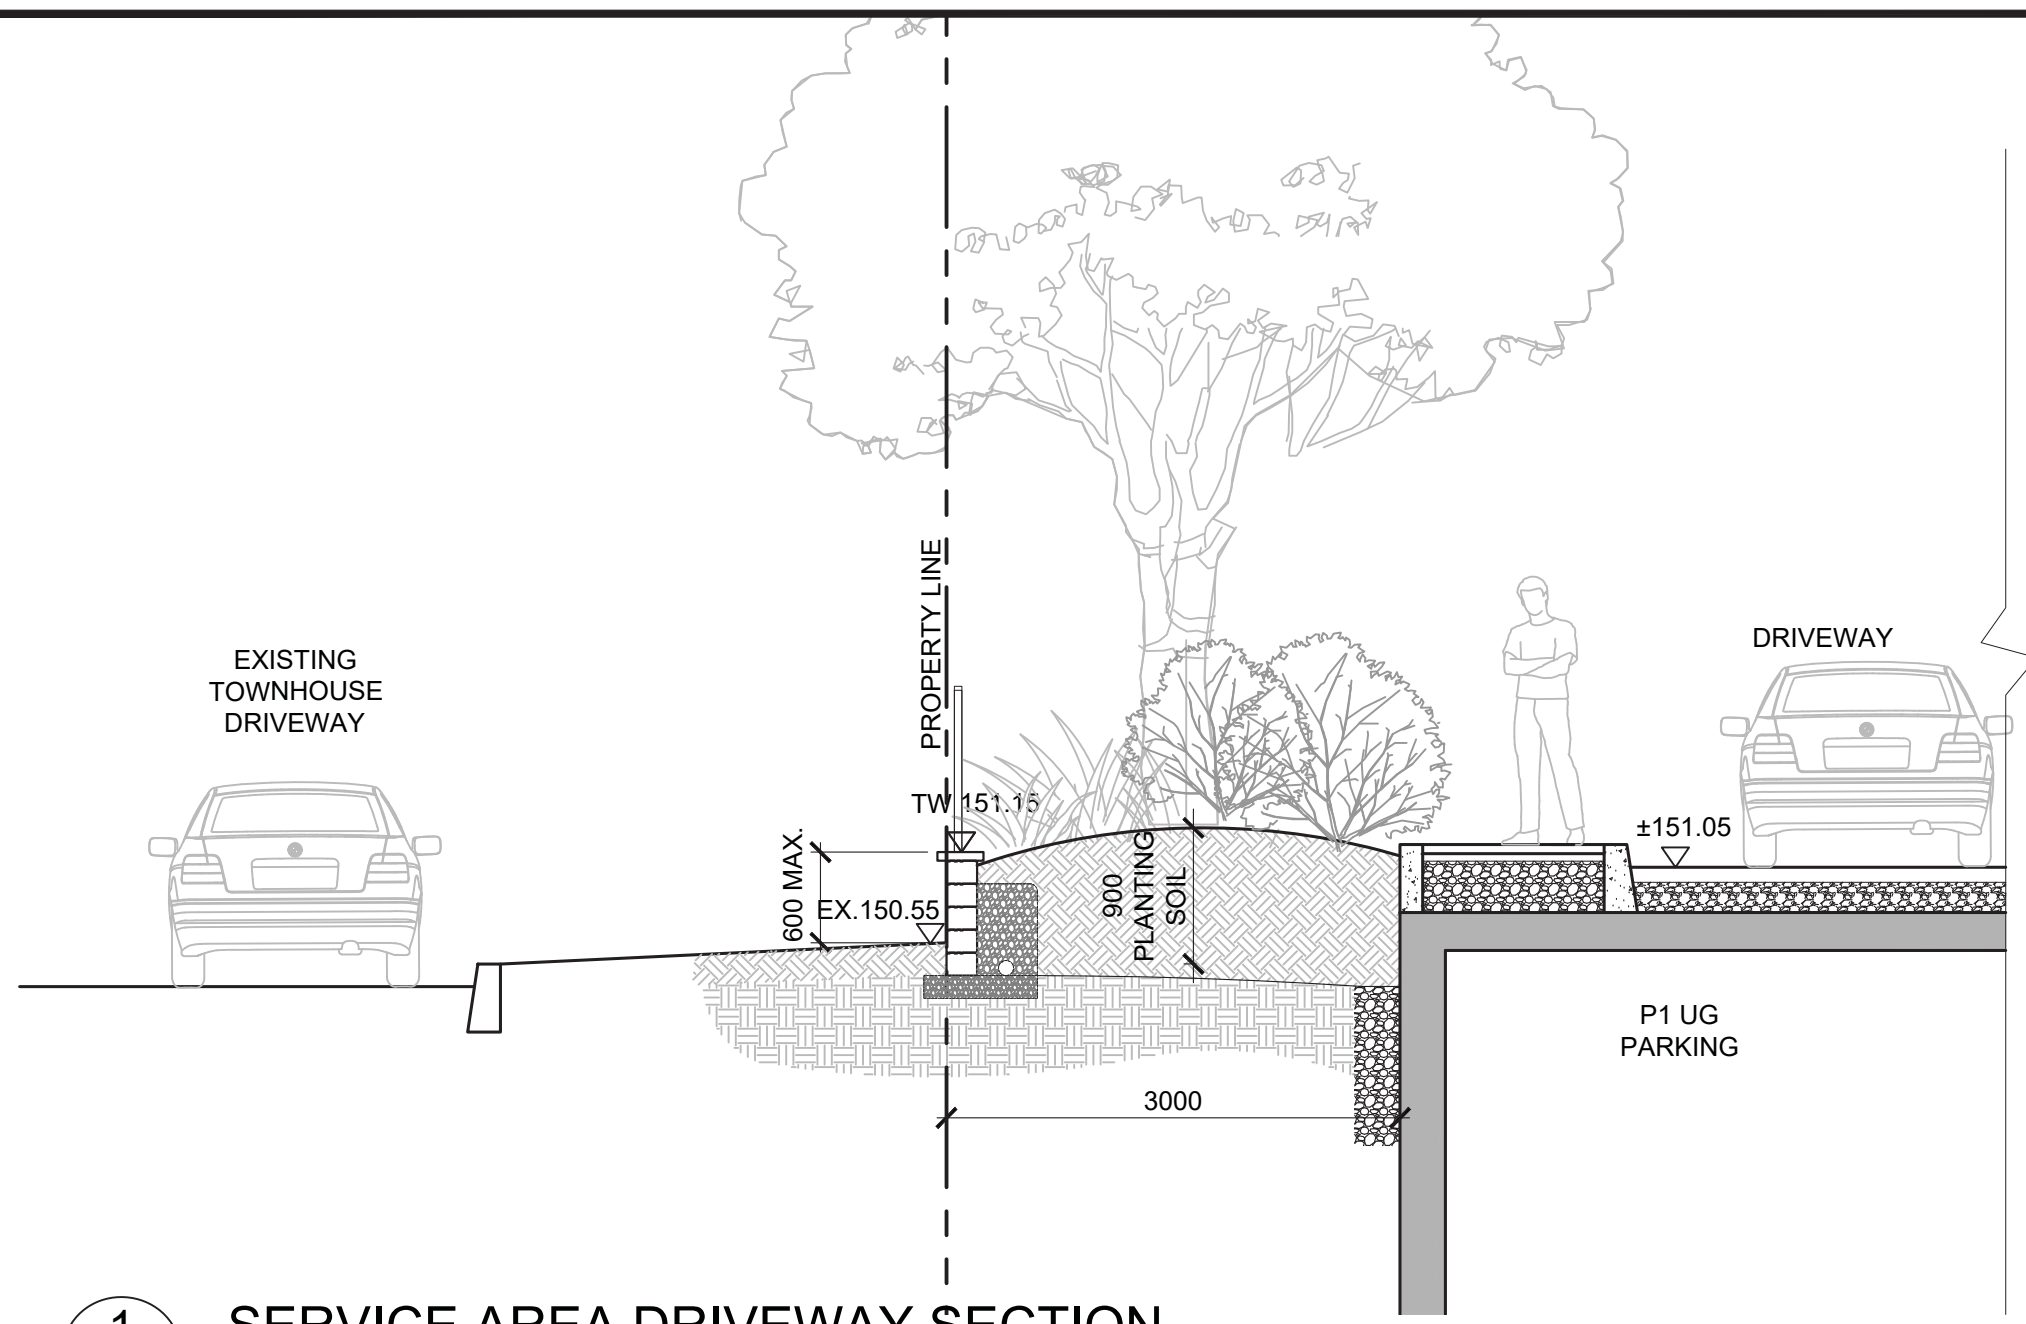 PROPERTY LINE
EXISTING
TOWNHOUSE
DRIVEWAY
DRIVEWAY
TW 151.15
±151.05
600 MAX.
EX.150.55
900
PLANTING
SOIL
P1 UG
PARKING
3000
1
SERVICE AREA DRIVEWAY SECTION